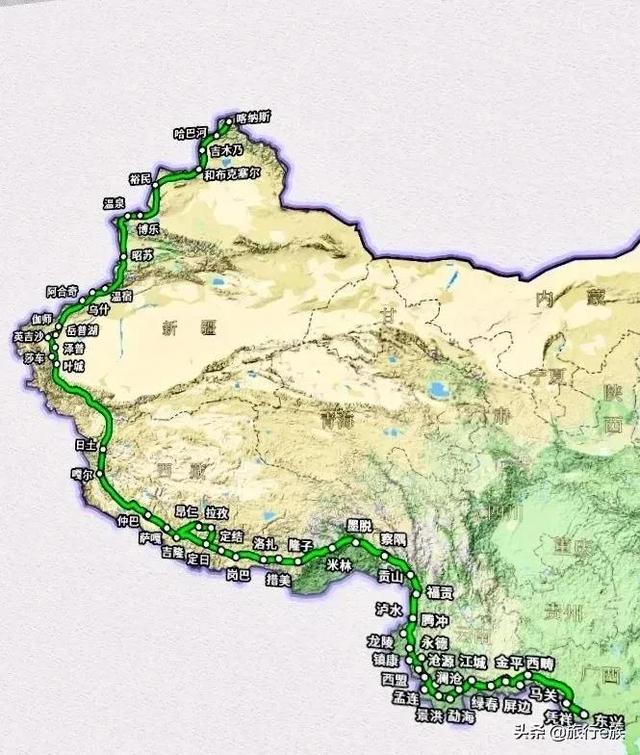 喀纳斯
哈巴河
吉木乃
和布克塞尔
裕民
温泉
博乐
昭苏
阿合奇
温宿
乌什
伽师
岳普湖
英吉沙
泽普
莎车
叶城
新疆
甘
肃
内蒙
宁夏
陕西
青海
日土
噶尔
西藏
四川
重庆
仲巴
昂仁
拉孜
萨嘎
定结
吉隆
定日
洛扎
隆子
岗巴
措美
墨脱
米林
察隅
贡山
福贡
泸水
腾冲
贵州
云南
广西
龙陵
永德
镇康
沧源
江城
金平
西畴
西盟
澜沧
孟连
绿春
屏边
马关
景洪
勐海
凭祥
东兴
头条 @旅行e族